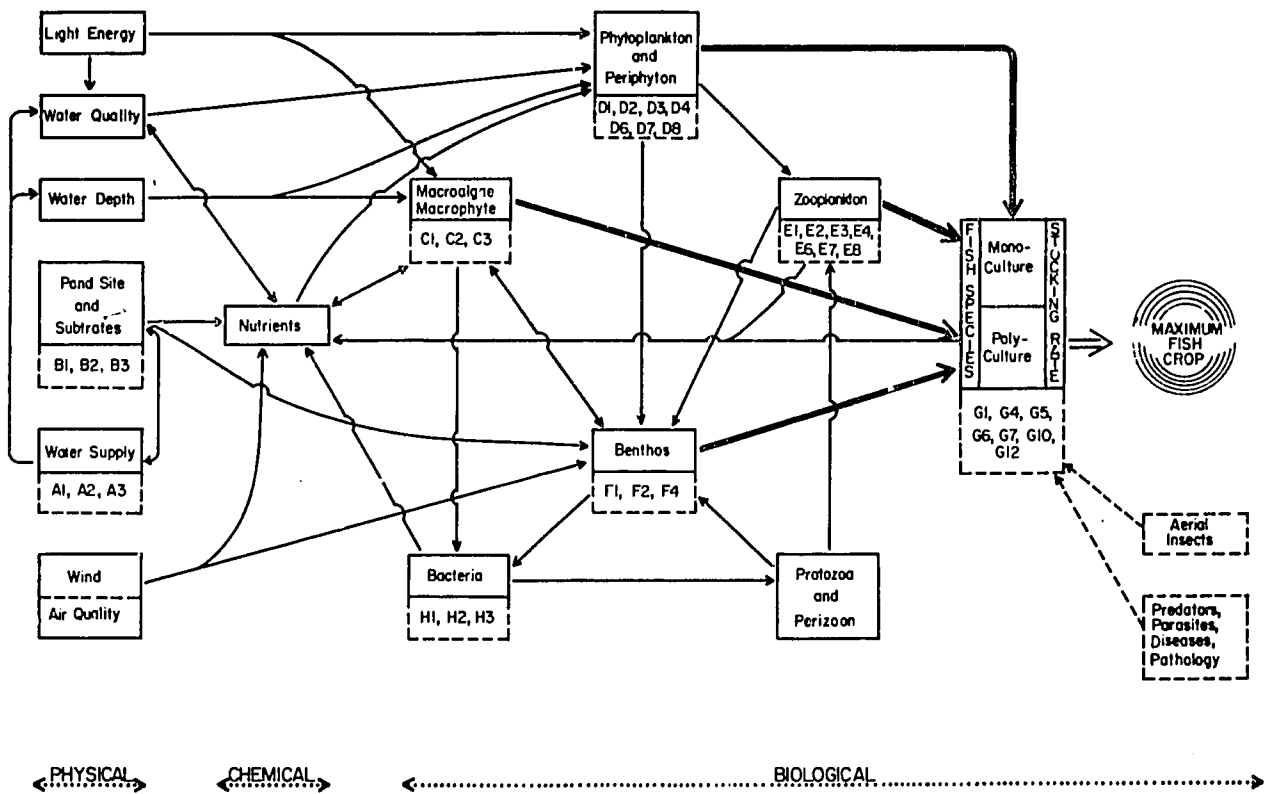 Light Energy
Phytoplankton
and
Periphyton
D1, D2, D3, D4
D6, D7, D8
Water Quality
Water Depth
Macroalgae
Macrophyte
C1, C2, C3
Zooplankton
E1, E2, E3, E4,
E6, E7, E8
FISH SPECIES
Mono-
Culture
Poly-
Culture
STOCKING RATE
G1, G4, G5,
G6, G7, G10,
G12
MAXIMUM
FISH
CROP
Pond Site
and
Subtrates
B1, B2, B3
Nutrients
Water Supply
A1, A2, A3
Benthos
F1, F2, F4
Wind
Air Quality
Bacteria
H1, H2, H3
Protozoa
and
Perizoon
Aerial
Insects
Predators,
Parasites,
Diseases,
Pathology
PHYSICAL
CHEMICAL
BIOLOGICAL